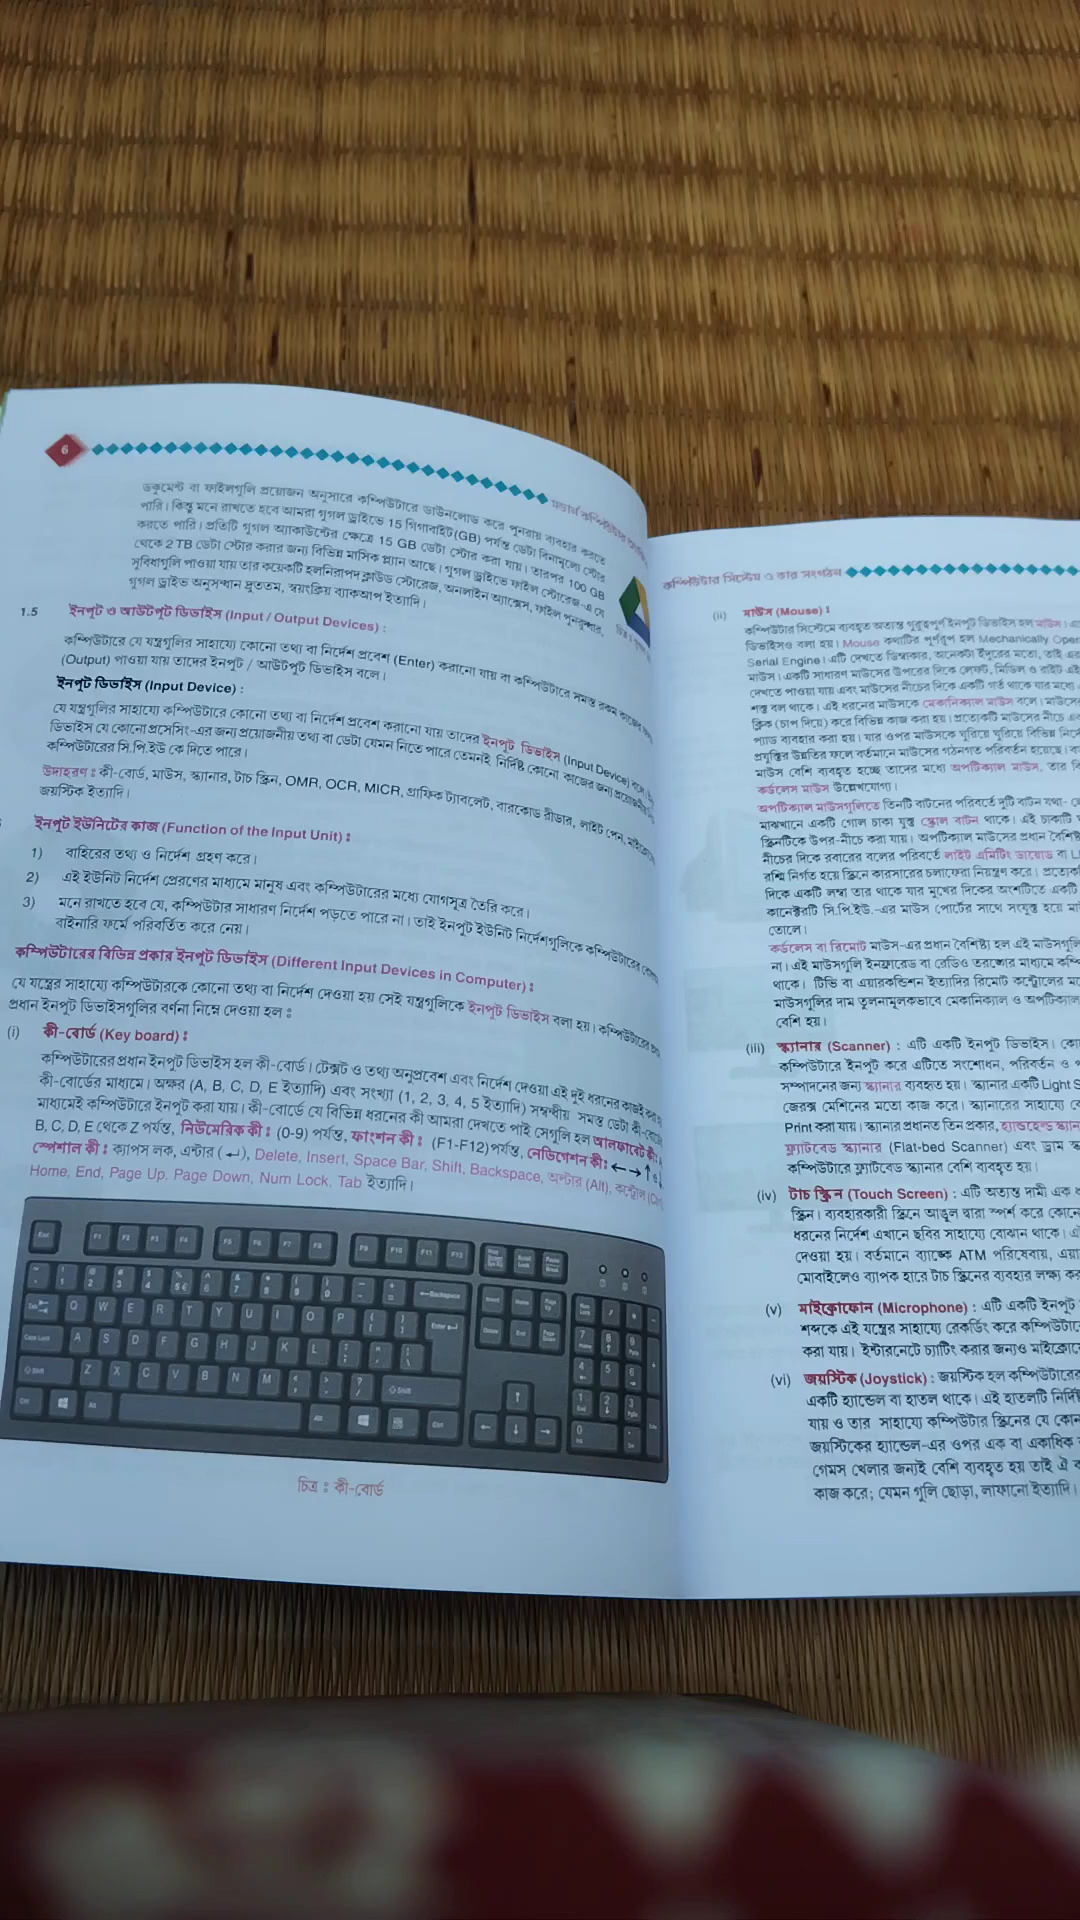 6
ডকুমেন্ট বা ফাইলগুলি প্রয়োজন অনুসারে কম্পিউটারে ডাউনলোড করে পুনরায় ব্যবহার করতে
পারি। কিন্তু মনে রাখতে হবে আমরা গুগল ড্রাইভে 15 গিগাবাইট (GB) পর্যন্ত ডেটা বিনামূল্যে স্টোর
করতে পারি। প্রতিটি গুগল অ্যাকাউন্টের ক্ষেত্রে 15 GB ডেটা স্টোর করা যায়। তারপর 100 GB
থেকে 2 TB ডেটা স্টোর করার জন্য বিভিন্ন মাসিক প্ল্যান আছে। গুগল ড্রাইভে ফাইল স্টোরেজ-এ যে
সুবিধাগুলি পাওয়া যায় তার কয়েকটি হলনিরাপদ ক্লাউড স্টোরেজ, অনলাইন অ্যাক্সেস, ফাইল পুনরুদ্ধার,
গুগল ড্রাইভ অনুসন্ধান দ্রুততম, স্বয়ংক্রিয় ব্যাকআপ ইত্যাদি।
1.5 ইনপুট ও আউটপুট ডিভাইস (Input / Output Devices) :
কম্পিউটারে যে যন্ত্রগুলির সাহায্যে কোনো তথ্য বা নির্দেশ প্রবেশ (Enter) করানো যায় বা কম্পিউটারে সমস্ত রকম কাজের
(Output) পাওয়া যায় তাদের ইনপুট / আউটপুট ডিভাইস বলে।
ইনপুট ডিভাইস (Input Device) :
যে যন্ত্রগুলির সাহায্যে কম্পিউটারে কোনো তথ্য বা নির্দেশ প্রবেশ করানো যায় তাদের ইনপুট ডিভাইস (Input Device) বলে।
ডিভাইস যে কোনো প্রসেসিং-এর জন্য প্রয়োজনীয় তথ্য বা ডেটা যেমন নিতে পারে তেমনই নির্দিষ্ট কোনো কাজের জন্য প্রয়োজনীয়
কম্পিউটারের সি.পি.ইউ কে দিতে পারে।
উদাহরণ : কী-বোর্ড, মাউস, স্ক্যানার, টাচ স্ক্রিন, OMR, OCR, MICR, গ্রাফিক ট্যাবলেট, বারকোড রীডার, লাইট পেন,
জয়স্টিক ইত্যাদি।
ইনপুট ইউনিটের কাজ (Function of the Input Unit) :
1) বাহিরের তথ্য ও নির্দেশ গ্রহণ করে।
2) এই ইউনিট নির্দেশ প্রেরণের মাধ্যমে মানুষ এবং কম্পিউটারের মধ্যে যোগসূত্র তৈরি করে।
3) মনে রাখতে হবে যে, কম্পিউটার সাধারণ নির্দেশ পড়তে পারে না। তাই ইনপুট ইউনিট নির্দেশগুলিকে কম্পিউটারের
বাইনারি ফর্মে পরিবর্তিত করে নেয়।
কম্পিউটারের বিভিন্ন প্রকার ইনপুট ডিভাইস (Different Input Devices in Computer) :
যে যন্ত্রের সাহায্যে কম্পিউটারকে কোনো তথ্য বা নির্দেশ দেওয়া হয় সেই যন্ত্রগুলিকে ইনপুট ডিভাইস বলা হয়। কম্পিউটারের
প্রধান ইনপুট ডিভাইসগুলির বর্ণনা নিম্নে দেওয়া হল :
(i) কী-বোর্ড (Key board) :
কম্পিউটারের প্রধান ইনপুট ডিভাইস হল কী-বোর্ড। টেক্সট ও তথ্য অনুপ্রবেশ এবং নির্দেশ দেওয়া এই দুই ধরনের কাজই করা
কী-বোর্ডের মাধ্যমে। অক্ষর (A, B, C, D, E ইত্যাদি) এবং সংখ্যা (1, 2, 3, 4, 5 ইত্যাদি) সম্বন্ধীয় সমস্ত ডেটা
মাধ্যমেই কম্পিউটারে ইনপুট করা যায়। কী-বোর্ডে যে বিভিন্ন ধরনের কী আমরা দেখতে পাই সেগুলি হল আলফাবেট কী :
B, C, D, E থেকে Z পর্যন্ত, নিউমেরিক কী : (0-9) পর্যন্ত, ফাংশন কী : (F1-F12) পর্যন্ত, নেভিগেশন কী : ← → ↑
স্পেশাল কী : ক্যাপস লক, এন্টার (↵), Delete, Insert, Space Bar, Shift, Backspace, অল্টার (Alt), কন্ট্রোল
Home, End, Page Up, Page Down, Num Lock, Tab ইত্যাদি।
চিত্র : কী-বোর্ড
কম্পিউটার সিস্টেম ও তার সংগঠন
(ii) মাউস (Mouse) :
কম্পিউটার সিস্টেমে ব্যবহৃত অত্যন্ত গুরুত্বপূর্ণ ইনপুট ডিভাইস হল মাউস।
ডিভাইসও বলা হয়। Mouse কথাটির পূর্ণরূপ হল Mechanically
Serial Engine। এটি দেখতে ডিম্বাকার, অনেকটা ইঁদুরের মতো, তাই
মাউস। একটি সাধারণ মাউসের উপরের দিকে লেফট, মিডিল ও রাইট
দেখতে পাওয়া যায় এবং মাউসের নীচের দিকে একটি গর্ত থাকে যার মধ্যে
শক্ত বল থাকে। এই ধরনের মাউসকে মেকানিক্যাল মাউস বলে।
ক্লিক (চাপ দিয়ে) করে বিভিন্ন কাজ করা হয়। প্রত্যেকটি মাউসের নীচে
প্যাড ব্যবহার করা হয়। যার ওপর মাউসকে ঘুরিয়ে ঘুরিয়ে বিভিন্ন
প্রযুক্তির উন্নতির ফলে বর্তমানে মাউসের গঠনগত পরিবর্তন হয়েছে।
মাউস বেশি ব্যবহৃত হচ্ছে তাদের মধ্যে অপটিক্যাল মাউস, তার
কর্ডলেস মাউস উল্লেখযোগ্য।
অপটিক্যাল মাউসগুলিতে তিনটি বাটনের পরিবর্তে দুটি বাটন যথা-
মাঝখানে একটি গোল চাকা যুক্ত স্ক্রোল বাটন থাকে। এই চাকাটি
স্ক্রিনটিকে উপর-নীচে করা যায়। অপটিক্যাল মাউসের প্রধান
নীচের দিকে রবারের বলের পরিবর্তে লাইট এমিটিং ডায়োড বা
রশ্মি নির্গত হয়ে স্ক্রিনে কারসারের চলাফেরা নিয়ন্ত্রণ করে।
দিকে একটি লম্বা তার থাকে যার মুখের দিকের অংশটিতে একটি
কানেক্টরটি সি.পি.ইউ.-এর মাউস পোর্টের সাথে সংযুক্ত হয়ে
তোলে।
কর্ডলেস বা রিমোট মাউস-এর প্রধান বৈশিষ্ট্য হল এই মাউসগুলি
না। এই মাউসগুলি ইনফ্রারেড বা রেডিও তরঙ্গের মাধ্যমে
থাকে। টিভি বা এয়ারকন্ডিশন ইত্যাদির রিমোট কন্ট্রোলের
মাউসগুলির দাম তুলনামূলকভাবে মেকানিক্যাল ও অপটিক্যাল
বেশি হয়।
(iii) স্ক্যানার (Scanner) : এটি একটি ইনপুট ডিভাইস।
কম্পিউটারে ইনপুট করে এটিতে সংশোধন, পরিবর্তন ও
সম্পাদনের জন্য স্ক্যানার ব্যবহৃত হয়। স্ক্যানার একটি Light
জেরক্স মেশিনের মতো কাজ করে। স্ক্যানারের সাহায্যে
Print করা যায়। স্ক্যানার প্রধানত তিন প্রকার, হ্যান্ডহেল্ড
ফ্ল্যাটবেড স্ক্যানার (Flat-bed Scanner) এবং ড্রাম
কম্পিউটারে ফ্ল্যাটবেড স্ক্যানার বেশি ব্যবহৃত হয়।
(iv) টাচ স্ক্রিন (Touch Screen) : এটি অত্যন্ত দামী এক
স্ক্রিন। ব্যবহারকারী স্ক্রিনে আঙুল দ্বারা স্পর্শ করে কোনো
ধরনের নির্দেশ এখানে ছবির সাহায্যে বোঝান থাকে।
দেওয়া হয়। বর্তমানে ব্যাঙ্কে ATM পরিষেবায়,
মোবাইলেও ব্যাপক হারে টাচ স্ক্রিনের ব্যবহার লক্ষ্য
(v) মাইক্রোফোন (Microphone) : এটি একটি ইনপুট
শব্দকে এই যন্ত্রের সাহায্যে রেকর্ডিং করে কম্পিউটারে
করা যায়। ইন্টারনেটে চ্যাটিং করার জন্যও
(vi) জয়স্টিক (Joystick) : জয়স্টিক হল কম্পিউটারের
একটি হ্যান্ডেল বা হাতল থাকে। এই হাতলটি
যায় ও তার সাহায্যে কম্পিউটার স্ক্রিনের যে
জয়স্টিকের হ্যান্ডেল-এর ওপর এক বা একাধিক
গেমস খেলার জন্যই বেশি ব্যবহৃত হয় তাই ঐ
কাজ করে; যেমন গুলি ছোড়া, লাফানো ইত্যাদি।